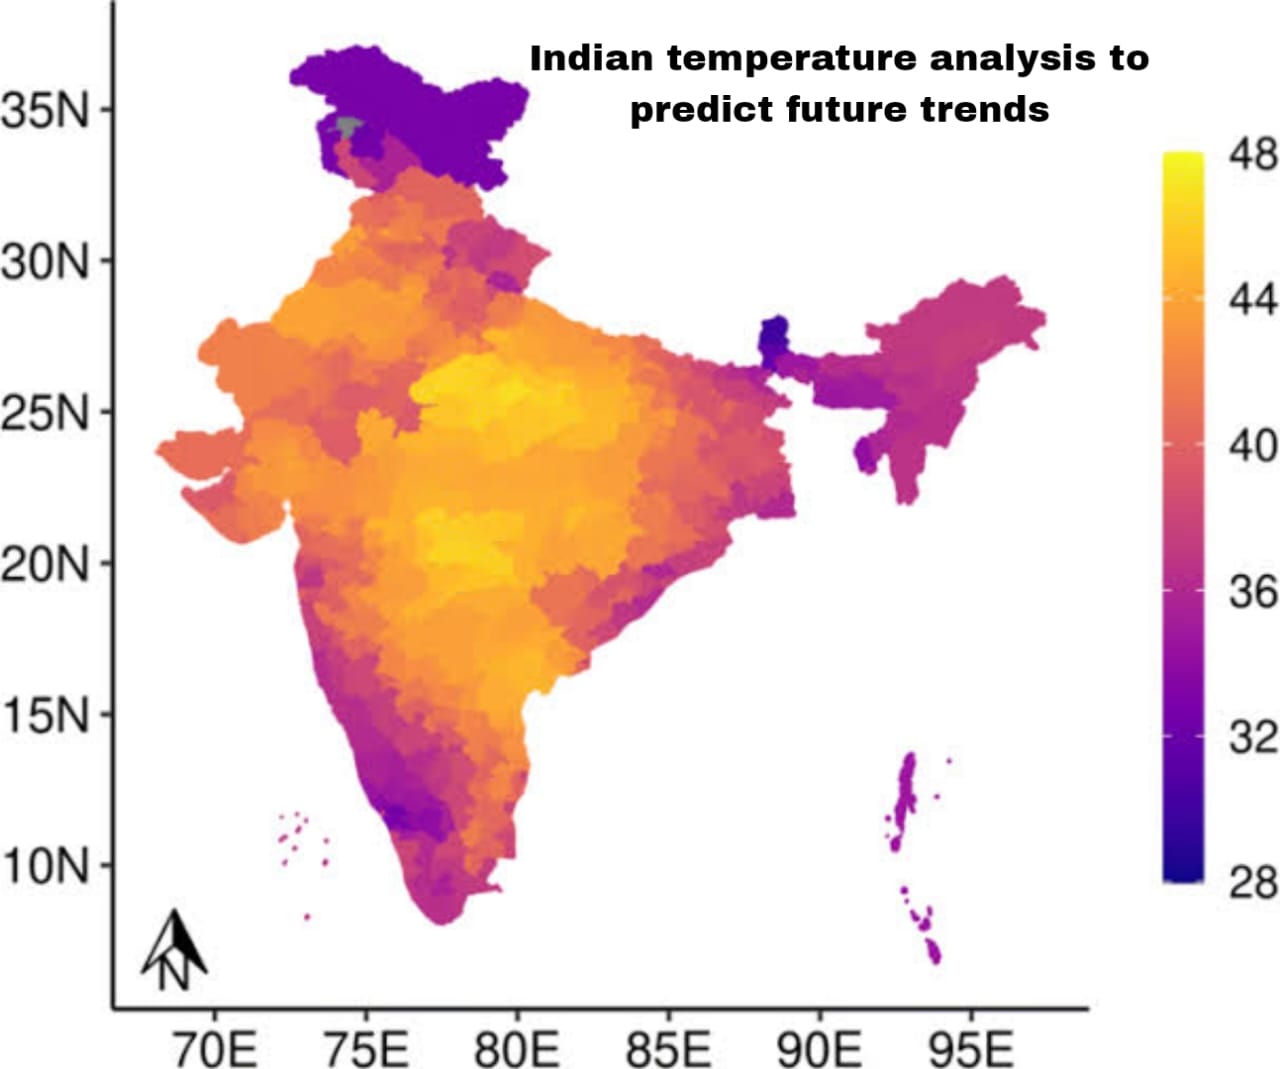 Indian temperature analysis to
predict future trends
35N
30N
25N
20N
15N
10N
70E 75E 80E 85E 90E 95E
48
44
40
36
32
28
N